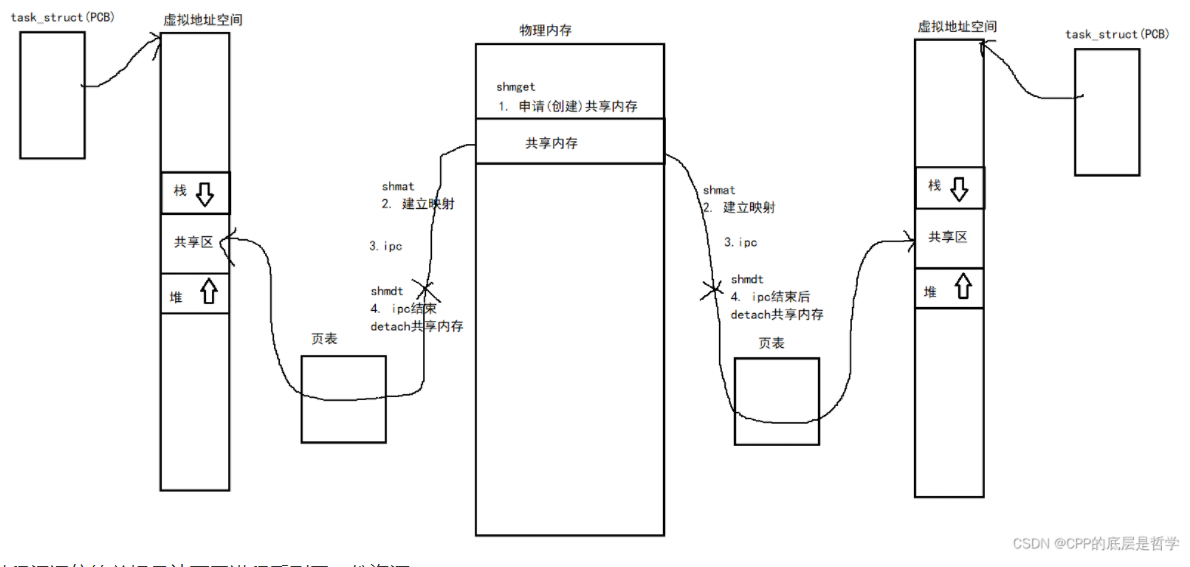 task_struct(PCB)
虚拟地址空间
栈
共享区
堆
页表
shmat
2. 建立映射
3.ipc
shmdt
4. ipc结束
detach共享内存
物理内存
shmget
1. 申请(创建)共享内存
共享内存
shmat
2. 建立映射
3.ipc
shmdt
4. ipc结束后
detach共享内存
页表
虚拟地址空间
栈
共享区
堆
task_struct(PCB)
CSDN @CPP的底层是哲学